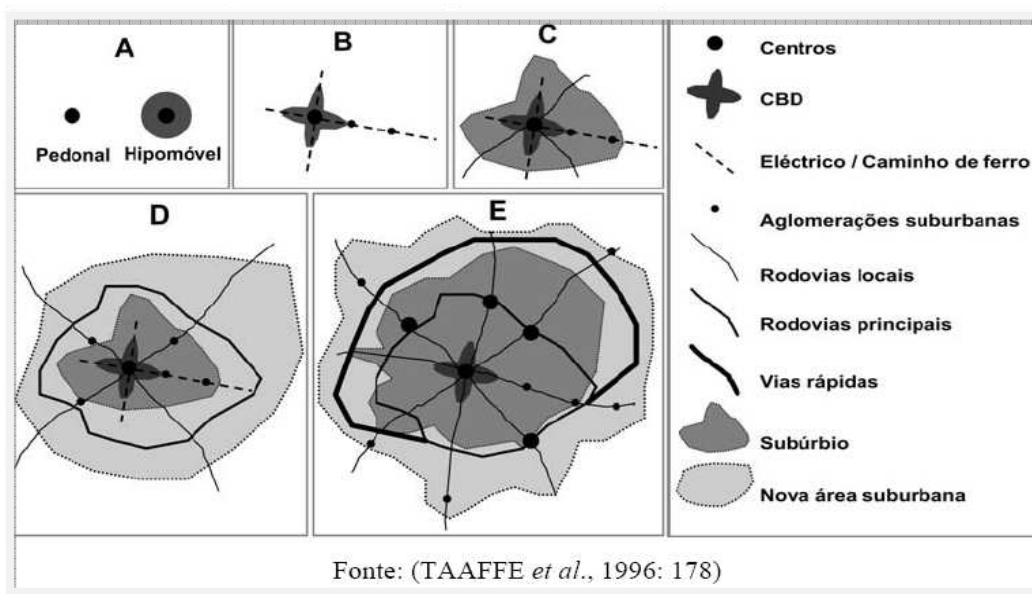 A
Pedonal Hipomóvel
B
C
D
E
Centros
CBD
Eléctrico / Caminho de ferro
Aglomerações suburbanas
Rodovias locais
Rodovias principais
Vias rápidas
Subúrbio
Nova área suburbana
Fonte: (TAAFFE et al., 1996: 178)